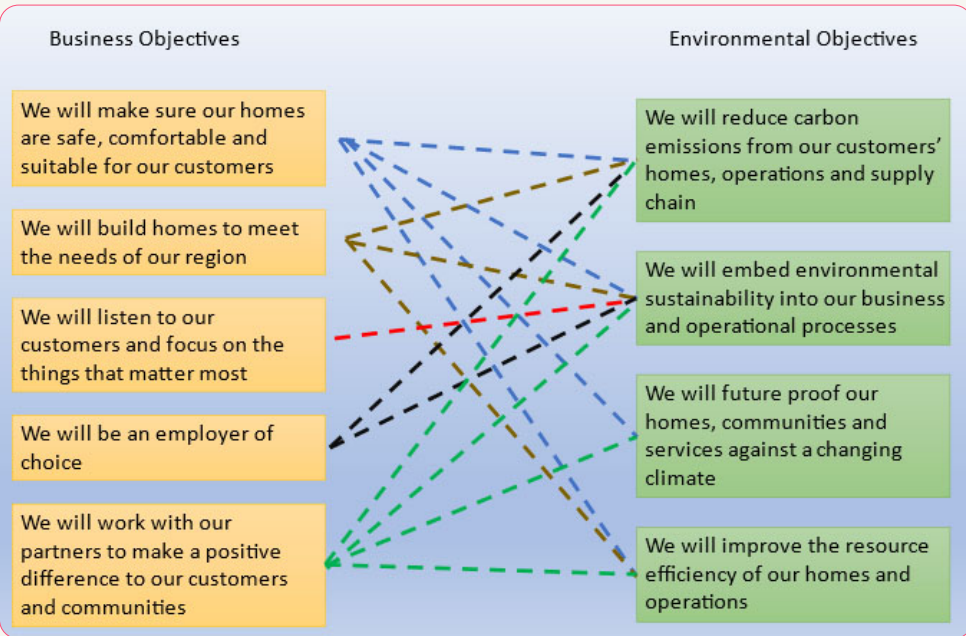 Business Objectives
We will make sure our homes
are safe, comfortable and
suitable for our customers
We will build homes to meet
the needs of our region
We will listen to our
customers and focus on the
things that matter most
We will be an employer of
choice
We will work with our
partners to make a positive
difference to our customers
and communities
Environmental Objectives
We will reduce carbon
emissions from our customers’
homes, operations and supply
chain
We will embed environmental
sustainability into our business
and operational processes
We will future proof our
homes, communities and
services against a changing
climate
We will improve the resource
efficiency of our homes and
operations